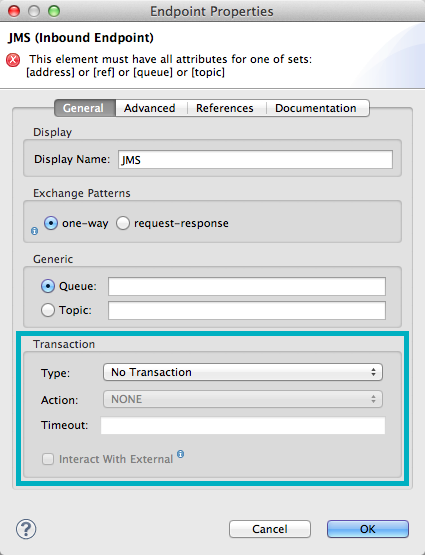 Endpoint Properties
JMS (Inbound Endpoint)
This element must have all attributes for one of sets:
[address] or [ref] or [queue] or [topic]
General Advanced References Documentation
Display
Display Name: JMS
Exchange Patterns
one-way request-response
Generic
Queue:
Topic:
Transaction
Type: No Transaction
Action: NONE
Timeout:
Interact With External
Cancel OK